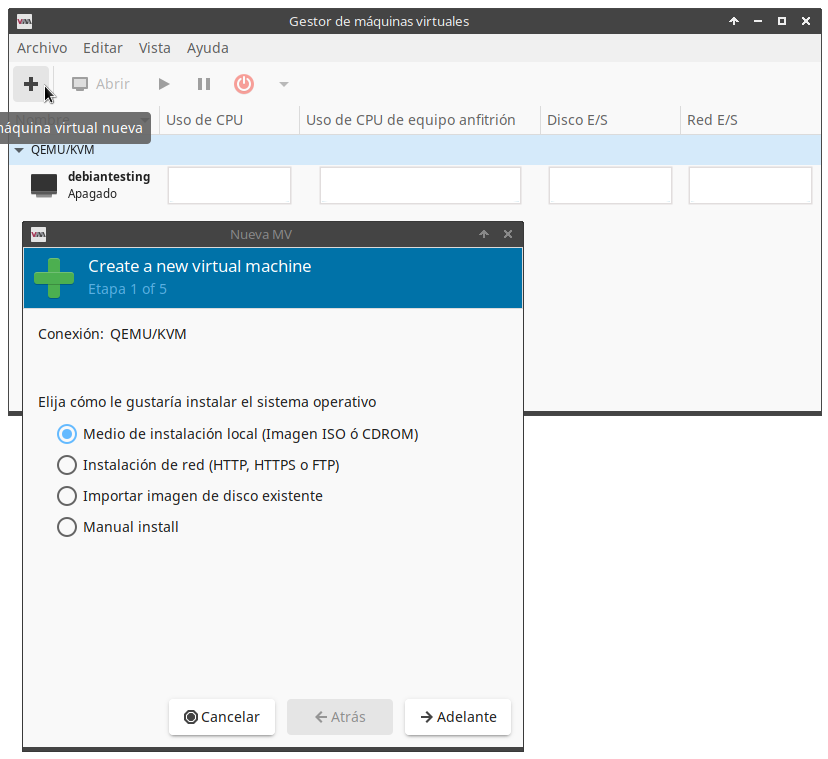 Gestor de máquinas virtuales
Archivo Editar Vista Ayuda
Abrir
Uso de CPU Uso de CPU de equipo anfitrión Disco E/S Red E/S
máquina virtual nueva
QEMU/KVM
debiantesting
Apagado
Nueva MV
Create a new virtual machine
Etapa 1 of 5
Conexión: QEMU/KVM
Elija cómo le gustaría instalar el sistema operativo
Medio de instalación local (Imagen ISO ó CDROM)
Instalación de red (HTTP, HTTPS o FTP)
Importar imagen de disco existente
Manual install
Cancelar Atrás Adelante